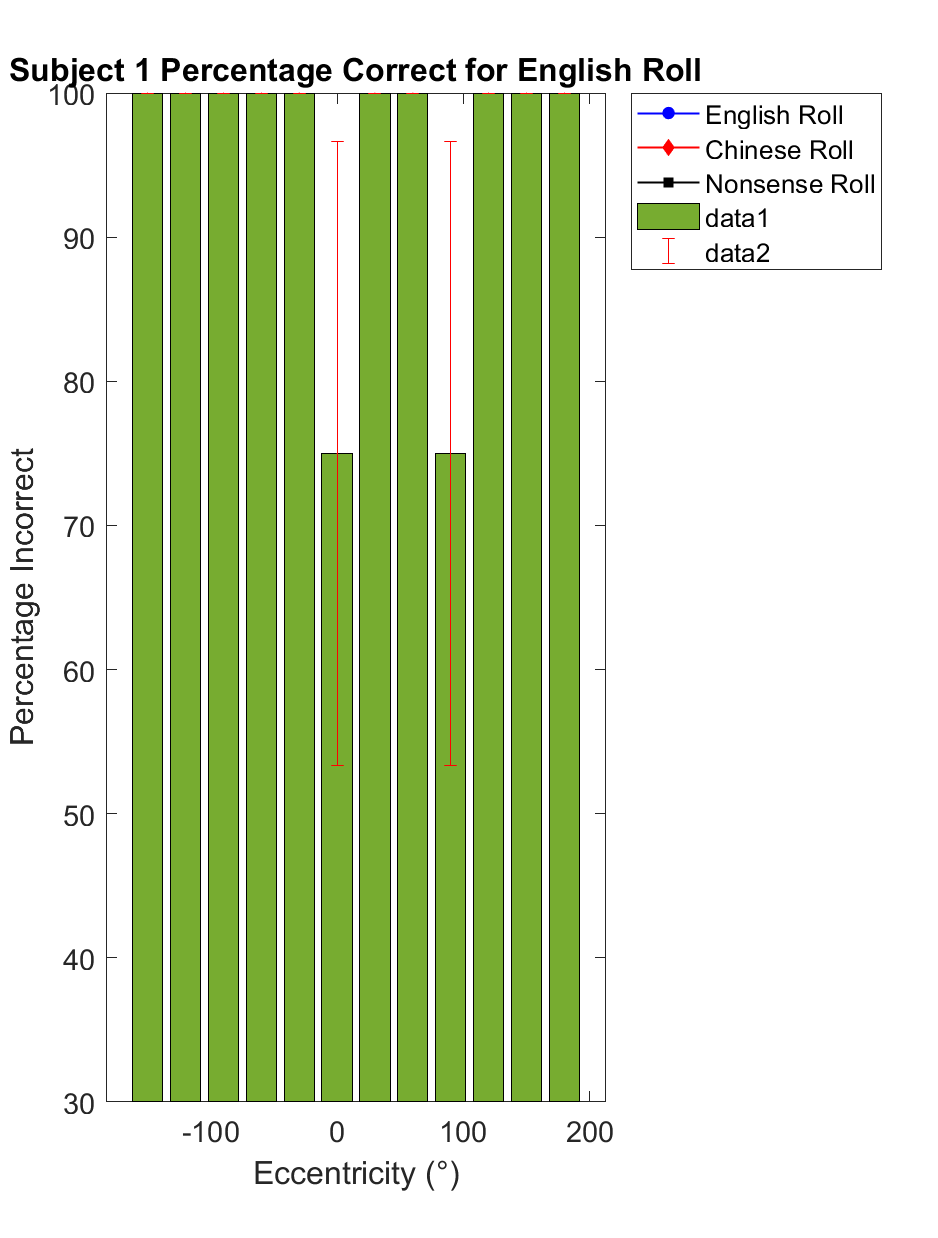 Subject 1 Percentage Correct for English Roll
100
90
80
70
60
50
40
30
Percentage Incorrect
-100
0
100
200
Eccentricity (°)
English Roll
Chinese Roll
Nonsense Roll
data1
data2